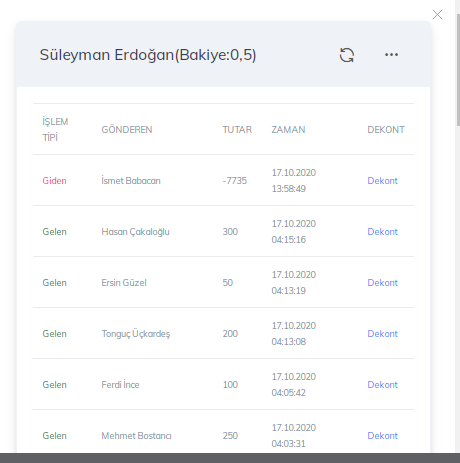 Süleyman Erdoğan(Bakiye:0,5)
İŞLEM TİPİ GÖNDEREN TUTAR ZAMAN DEKONT
Giden İsmet Babacan -7735 17.10.2020 13:58:49 Dekont
Gelen Hasan Çakaloğlu 300 17.10.2020 04:15:16 Dekont
Gelen Ersin Güzel 50 17.10.2020 04:13:19 Dekont
Gelen Tonguç Üçkardeş 200 17.10.2020 04:13:08 Dekont
Gelen Ferdi İnce 100 17.10.2020 04:05:42 Dekont
Gelen Mehmet Bostancı 250 17.10.2020 04:03:31 Dekont